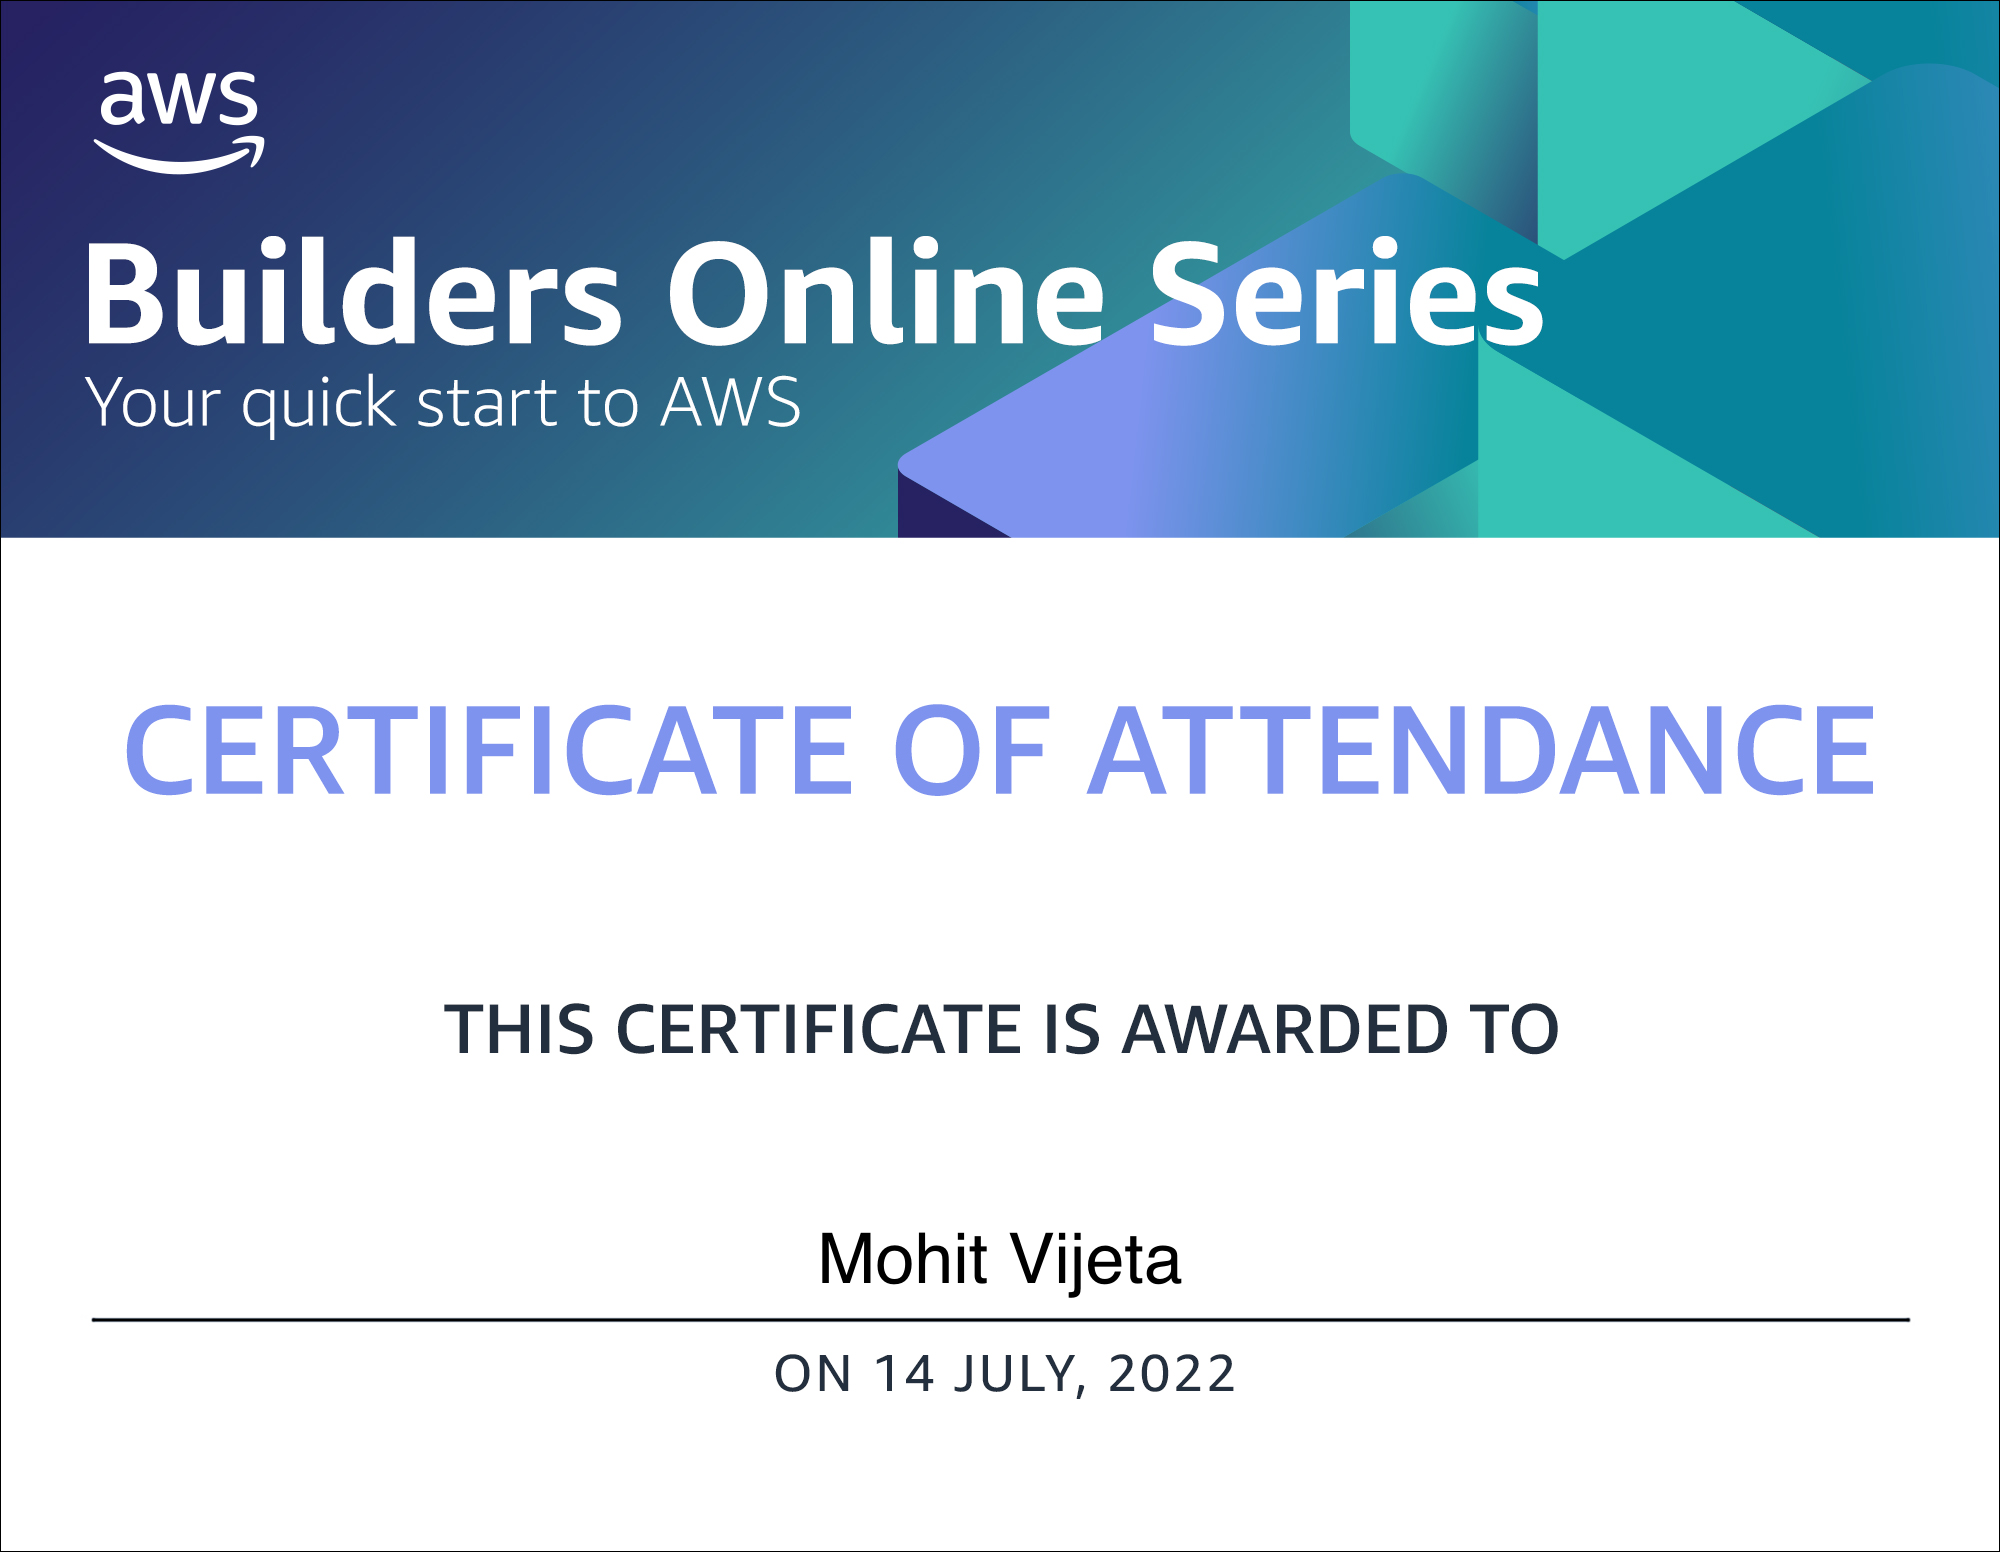 aws
Builders Online Series
Your quick start to AWS
CERTIFICATE OF ATTENDANCE
THIS CERTIFICATE IS AWARDED TO
Mohit Vijeta
ON 14 JULY, 2022